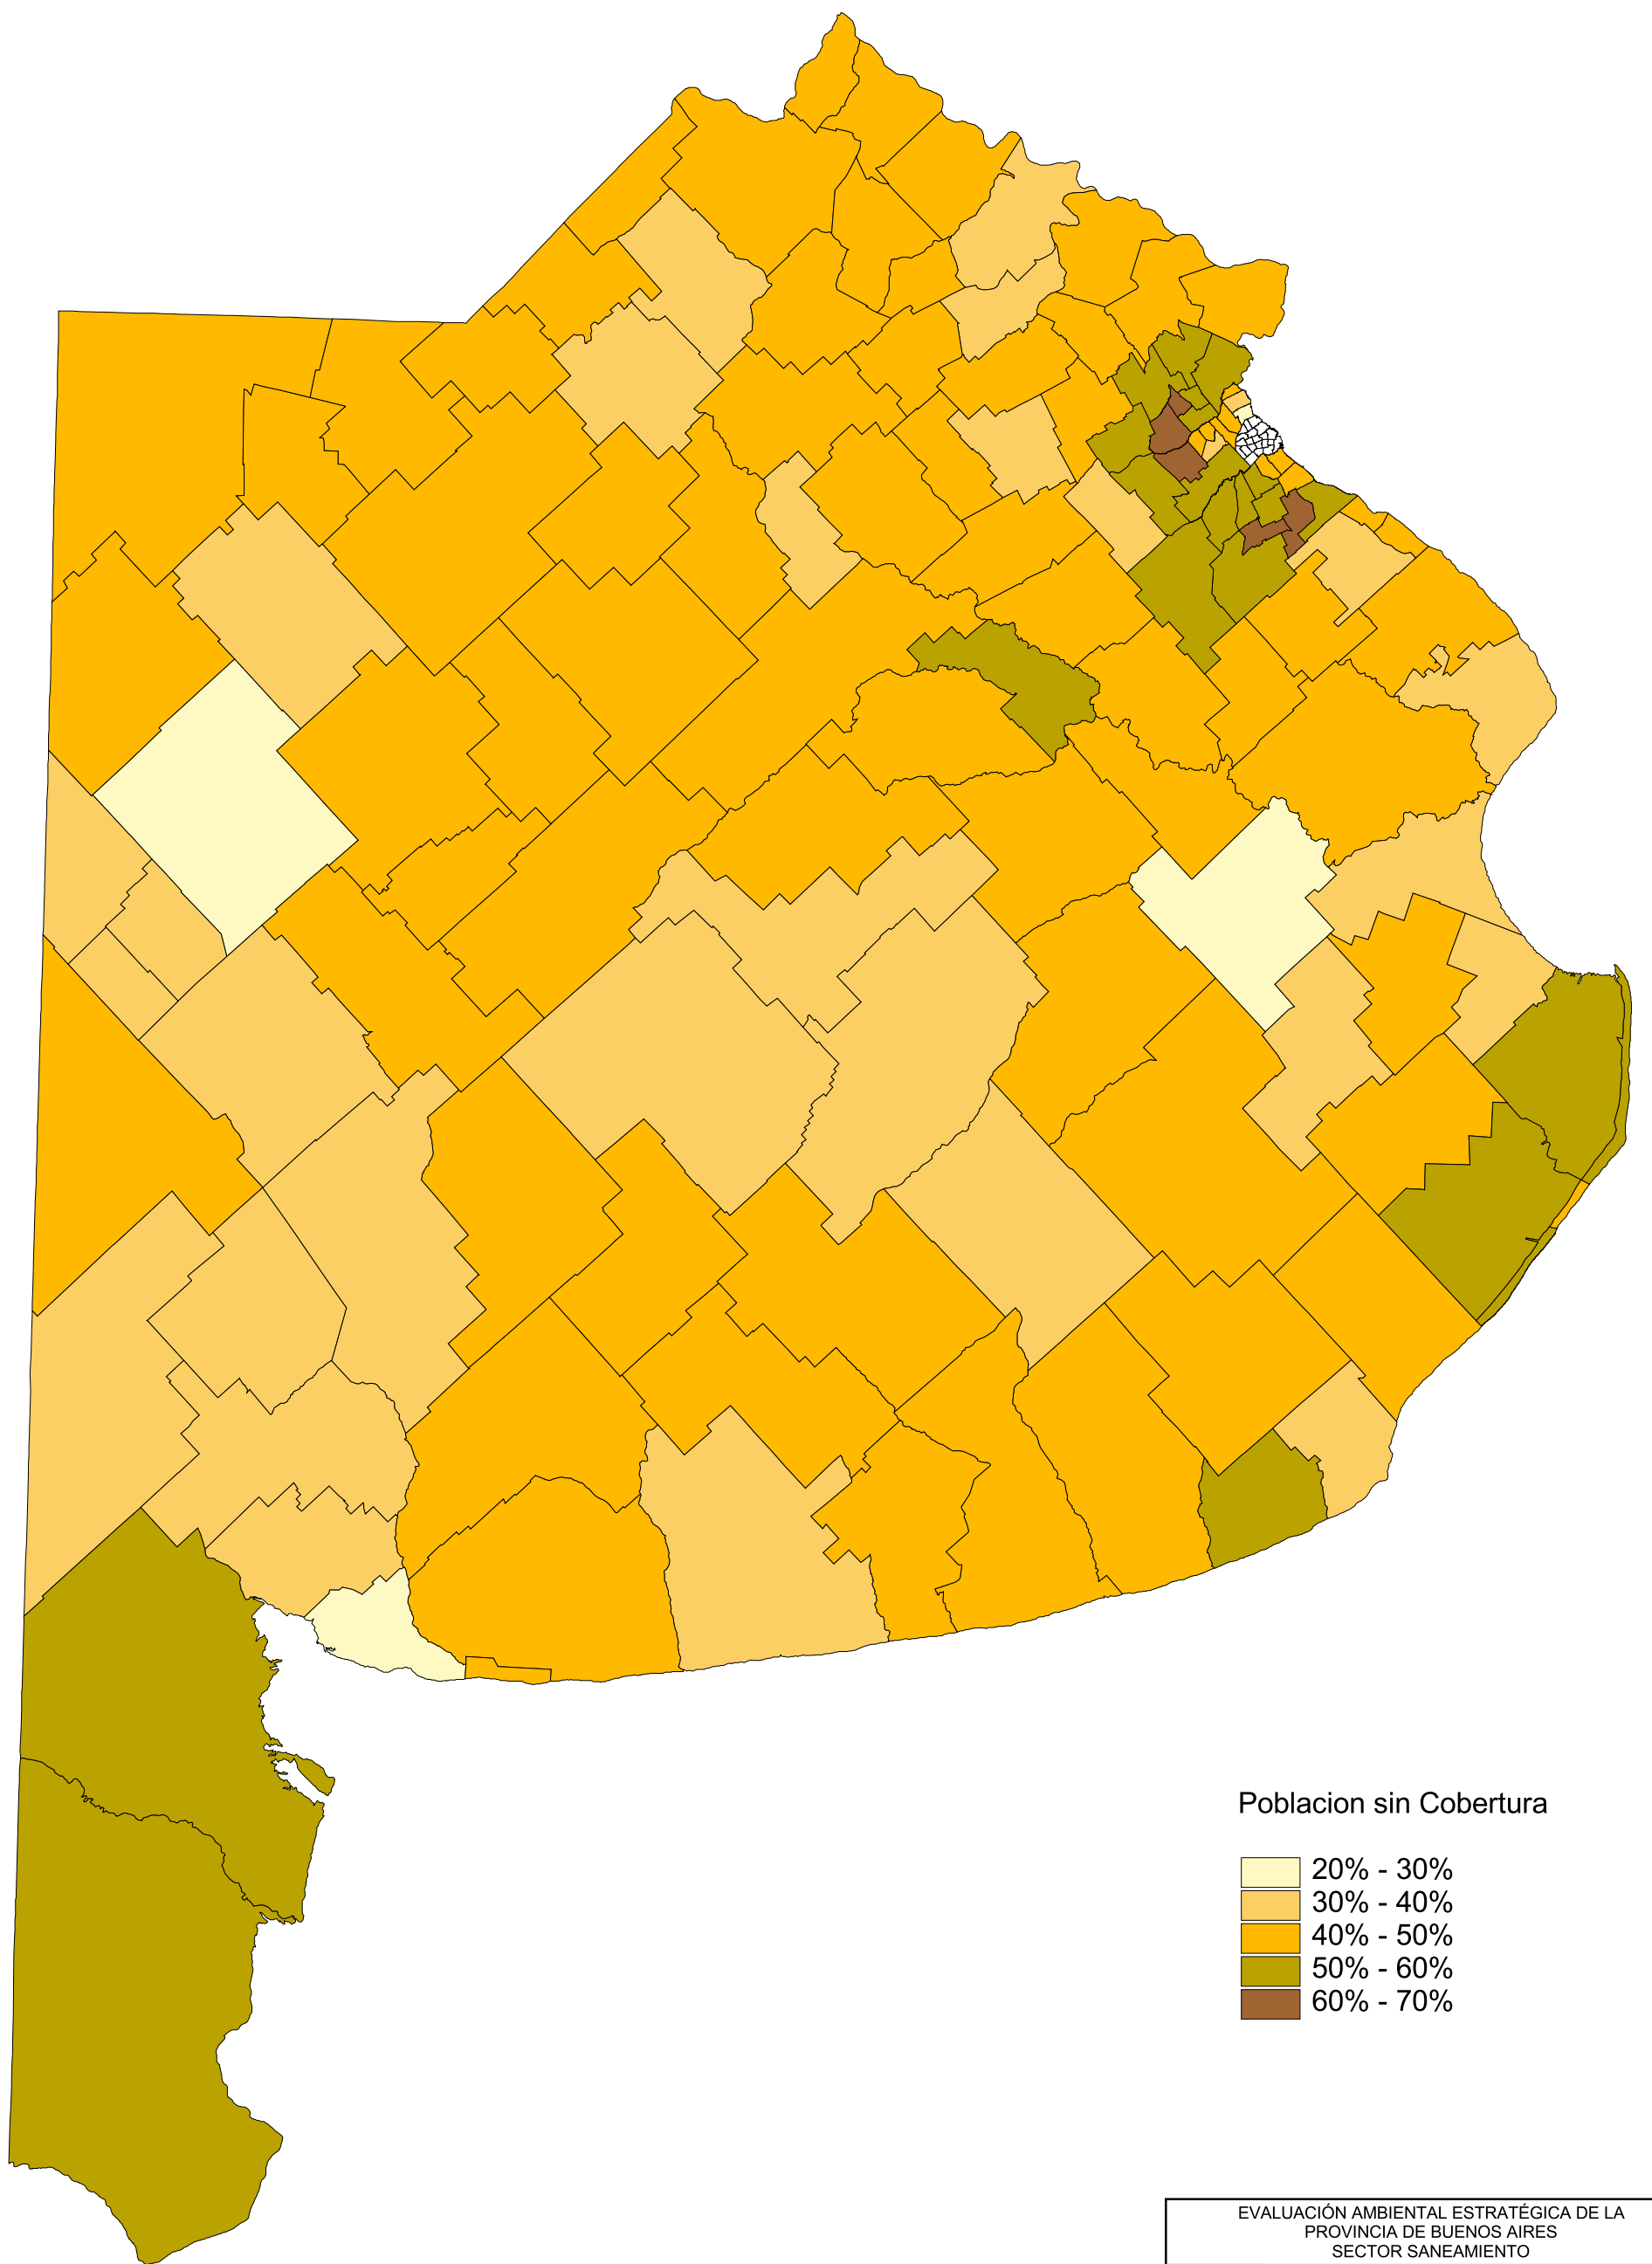 Poblacion sin Cobertura
20% - 30%
30% - 40%
40% - 50%
50% - 60%
60% - 70%
EVALUACIÓN AMBIENTAL ESTRATÉGICA DE LA
PROVINCIA DE BUENOS AIRES
SECTOR SANEAMIENTO